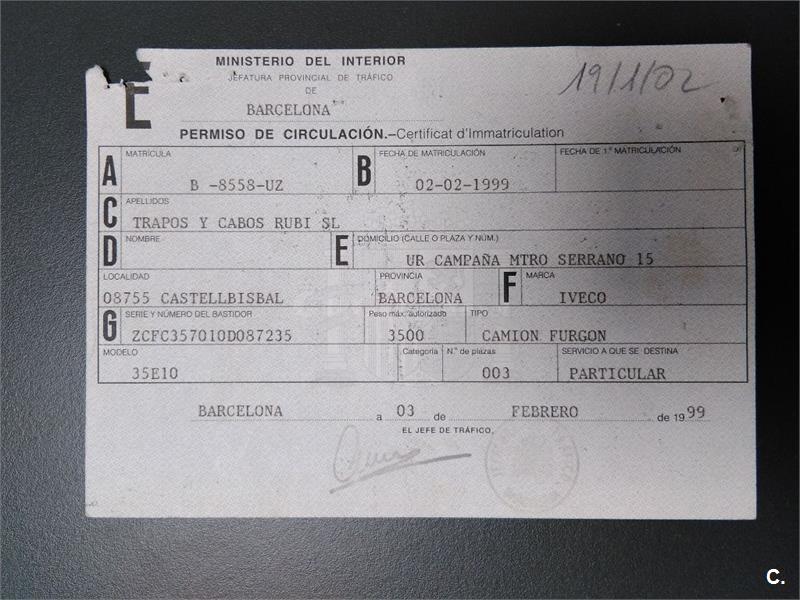 MINISTERIO DEL INTERIOR
JEFATURA PROVINCIAL DE TRÁFICO
DE
E
BARCELONA
19/1/02
PERMISO DE CIRCULACIÓN.–Certificat d'Immatriculation
A MATRÍCULA B FECHA DE MATRICULACIÓN FECHA DE 1.ª MATRICULACIÓN
B -8558-UZ 02-02-1999
C APELLIDOS
TRAPOS Y CABOS RUBI SL
D NOMBRE E DOMICILIO (CALLE O PLAZA Y NÚM.)
UR CAMPAÑA MTRO SERRANO 15
LOCALIDAD PROVINCIA F MARCA
08755 CASTELLBISBAL BARCELONA IVECO
G SERIE Y NÚMERO DEL BASTIDOR Peso máx. autorizado TIPO
ZCFC357010D087235 3500 CAMION FURGON
MODELO Categoría N.º de plazas SERVICIO A QUE SE DESTINA
35E10 003 PARTICULAR
BARCELONA a 03 de FEBRERO de 1999
EL JEFE DE TRÁFICO,
C.